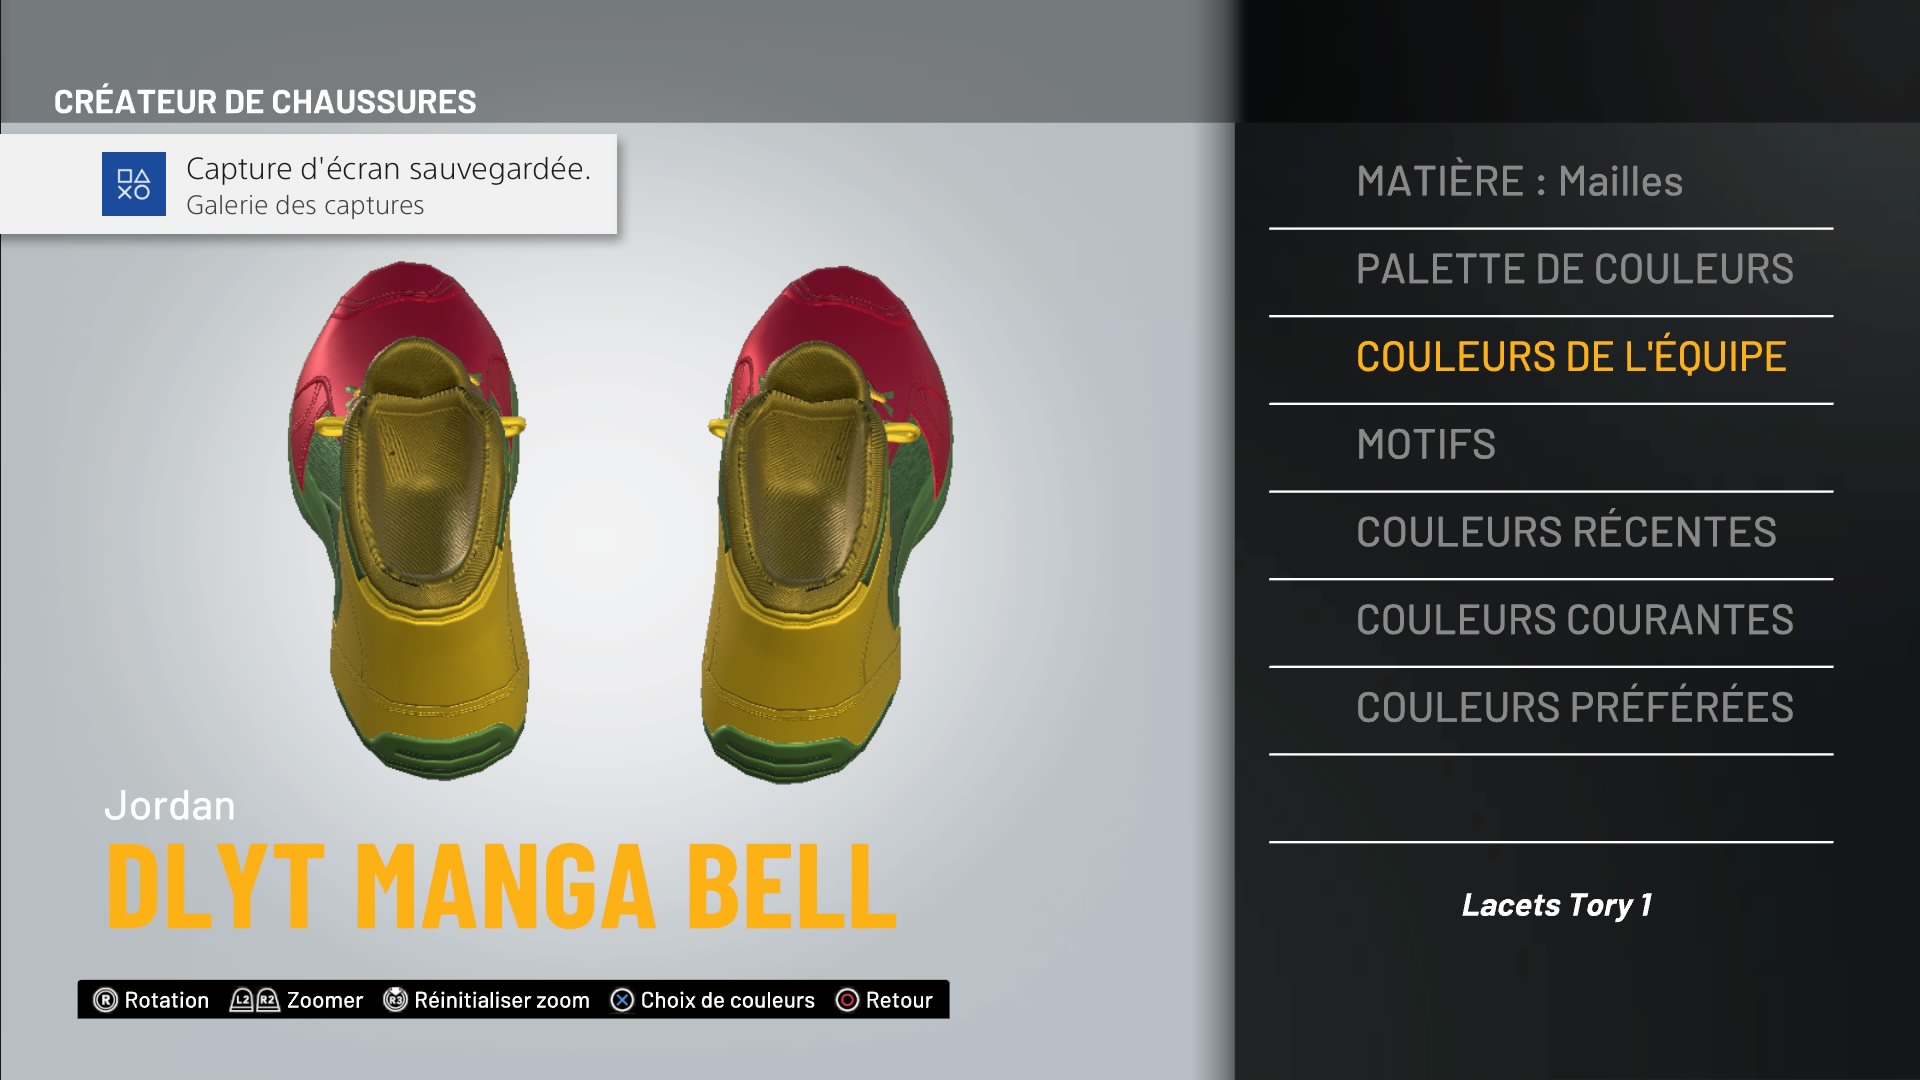 CRÉATEUR DE CHAUSSURES
Capture d'écran sauvegardée.
Galerie des captures
MATIÈRE : Mailles
PALETTE DE COULEURS
COULEURS DE L'ÉQUIPE
MOTIFS
COULEURS RÉCENTES
COULEURS COURANTES
COULEURS PRÉFÉRÉES
Lacets Tory 1
Jordan
DLYT MANGA BELL
R Rotation L2 R2 Zoomer R3 Réinitialiser zoom Choix de couleurs Retour